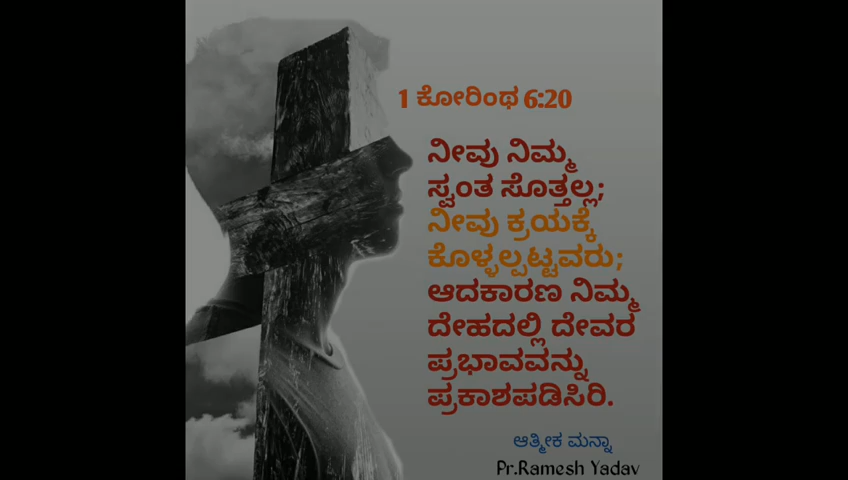 1 ಕೋರಿಂಥ 6:20
ನೀವು ನಿಮ್ಮ
ಸ್ವಂತ ಸೊತ್ತಲ್ಲ;
ನೀವು ಕ್ರಯಕ್ಕೆ
ಕೊಳ್ಳಲ್ಪಟ್ಟವರು;
ಆದಕಾರಣ ನಿಮ್ಮ
ದೇಹದಲ್ಲಿ ದೇವರ
ಪ್ರಭಾವವನ್ನು
ಪ್ರಕಾಶಪಡಿಸಿರಿ.
ಆತ್ಮೀಕ ಮನ್ನಾ
Pr.Ramesh Yadav